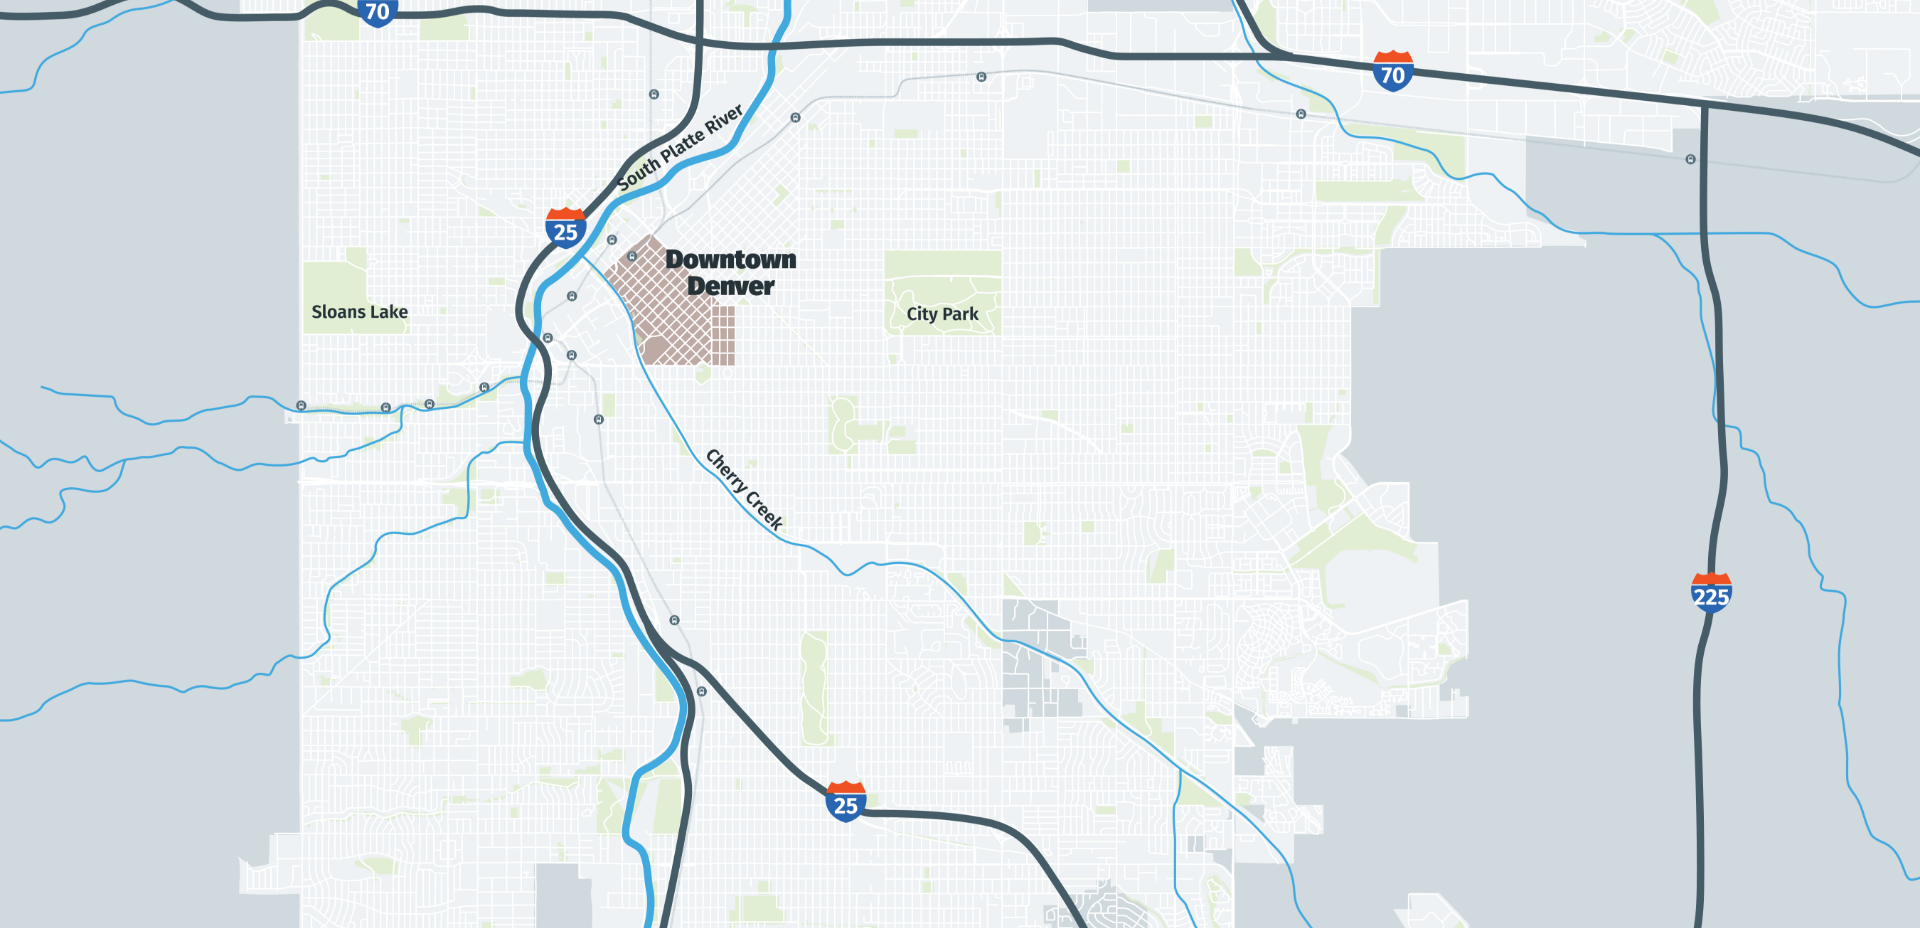 70
70
South Platte River
25
Downtown
Denver
Sloans Lake
City Park
Cherry Creek
225
25